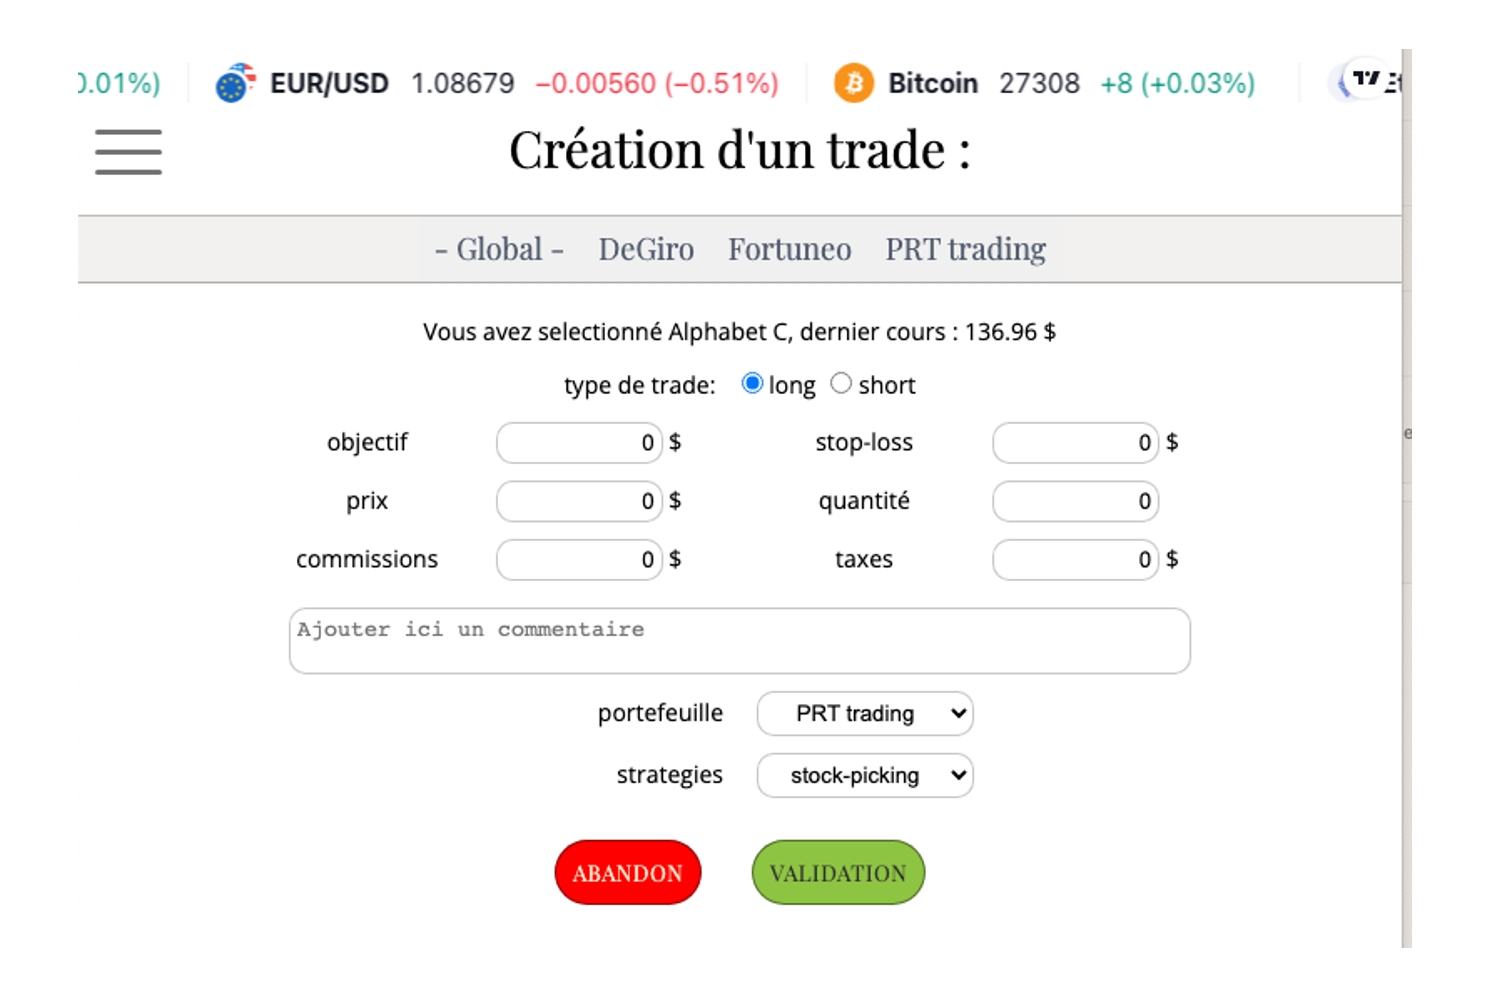 0.01%) EUR/USD 1.08679 −0.00560 (−0.51%) Bitcoin 27308 +8 (+0.03%)
Création d'un trade :
- Global - DeGiro Fortuneo PRT trading
Vous avez selectionné Alphabet C, dernier cours : 136.96 $
type de trade: long short
objectif 0 $ stop-loss 0 $
prix 0 $ quantité 0
commissions 0 $ taxes 0 $
Ajouter ici un commentaire
portefeuille PRT trading
strategies stock-picking
ABANDON VALIDATION